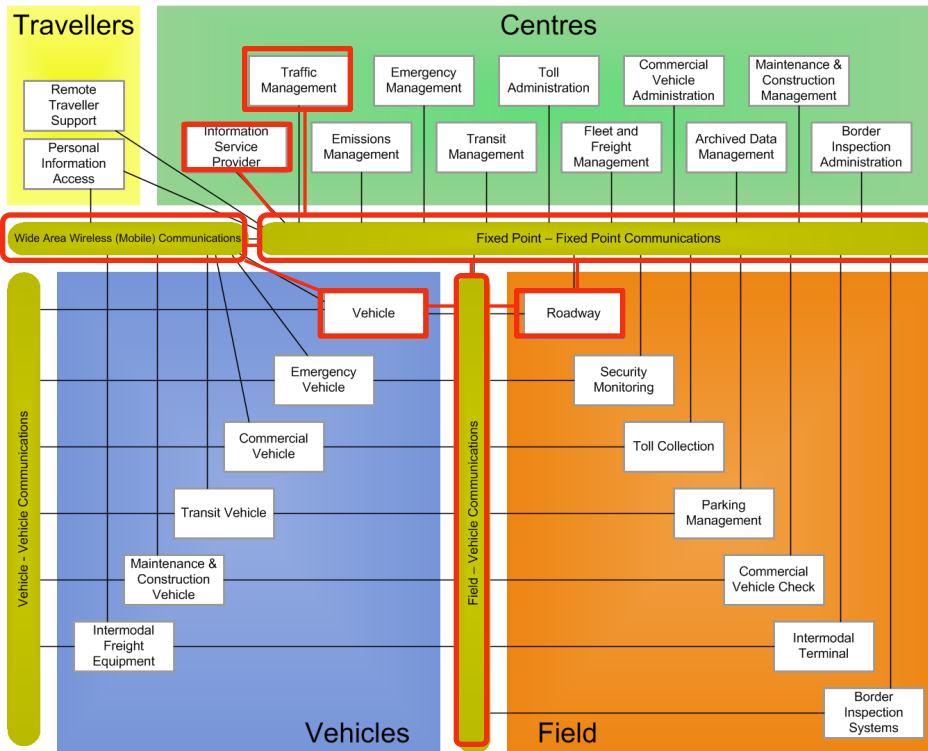 Travellers
Centres
Remote
Traveller
Support
Personal
Information
Access
Traffic
Management
Emergency
Management
Toll
Administration
Commercial
Vehicle
Administration
Maintenance &
Construction
Management
Information
Service
Provider
Emissions
Management
Transit
Management
Fleet and
Freight
Management
Archived Data
Management
Border
Inspection
Administration
Wide Area Wireless (Mobile) Communications
Fixed Point – Fixed Point Communications
Vehicle - Vehicle Communications
Vehicle
Emergency
Vehicle
Commercial
Vehicle
Transit Vehicle
Maintenance &
Construction
Vehicle
Intermodal
Freight
Equipment
Vehicles
Field – Vehicle Communications
Roadway
Security
Monitoring
Toll Collection
Parking
Management
Commercial
Vehicle Check
Intermodal
Terminal
Border
Inspection
Systems
Field